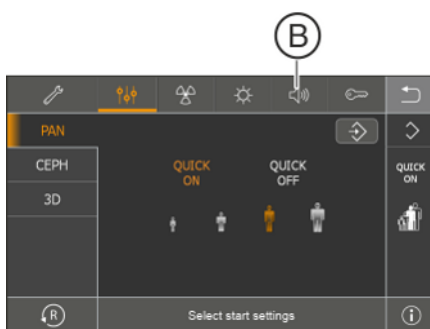 B
PAN
CEPH
3D
QUICK
ON
QUICK
OFF
QUICK
ON
R
Select start settings
i